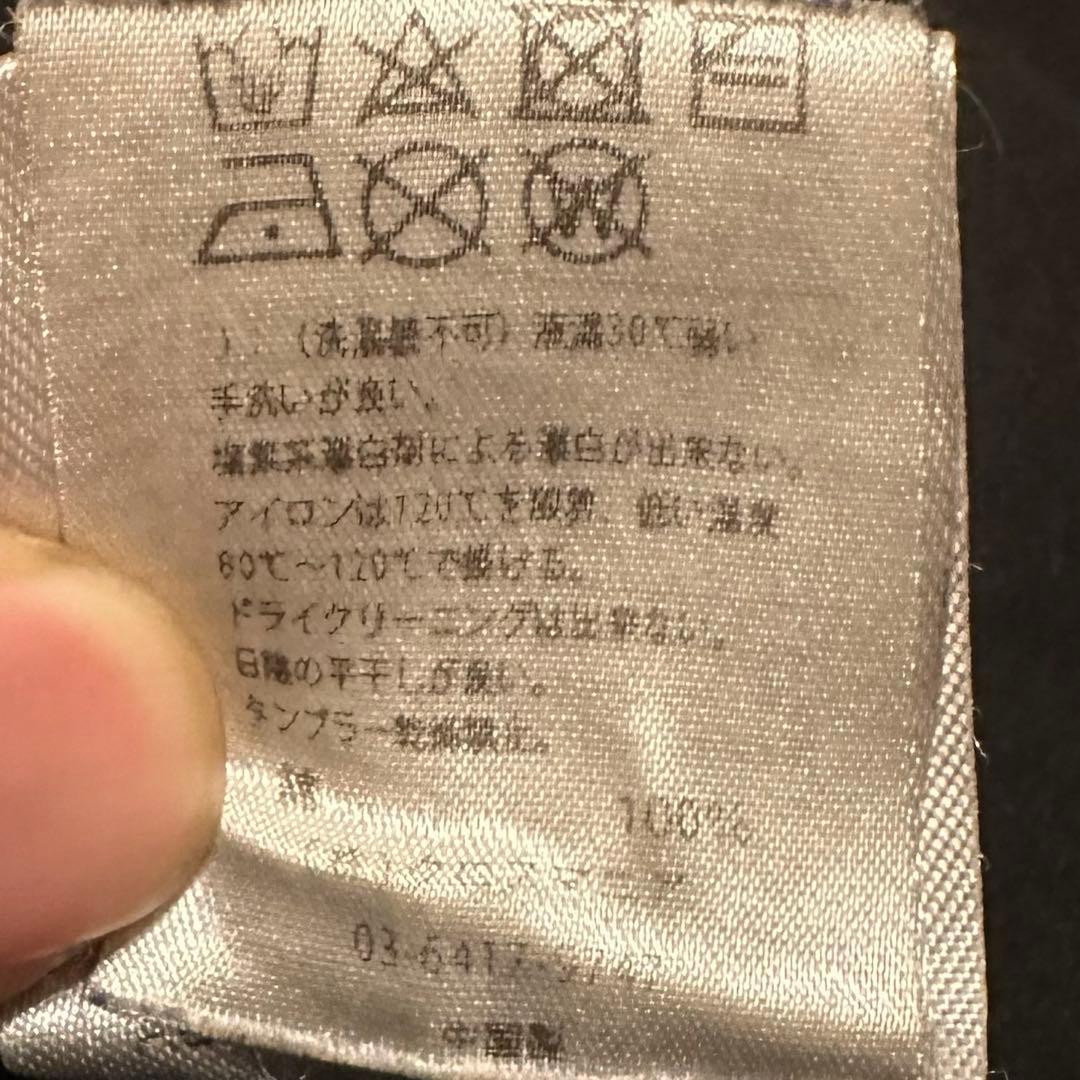 (洗濯機不可) 液温30℃弱い
手洗いが良い。
塩素系漂白剤による漂白が出来ない。
アイロンは120℃を限界、低い温度
80℃～120℃で掛ける。
ドライクリーニングは出来ない。
日陰の平干しが良い。
タンブラー乾燥禁止。
綿 100%
中国製